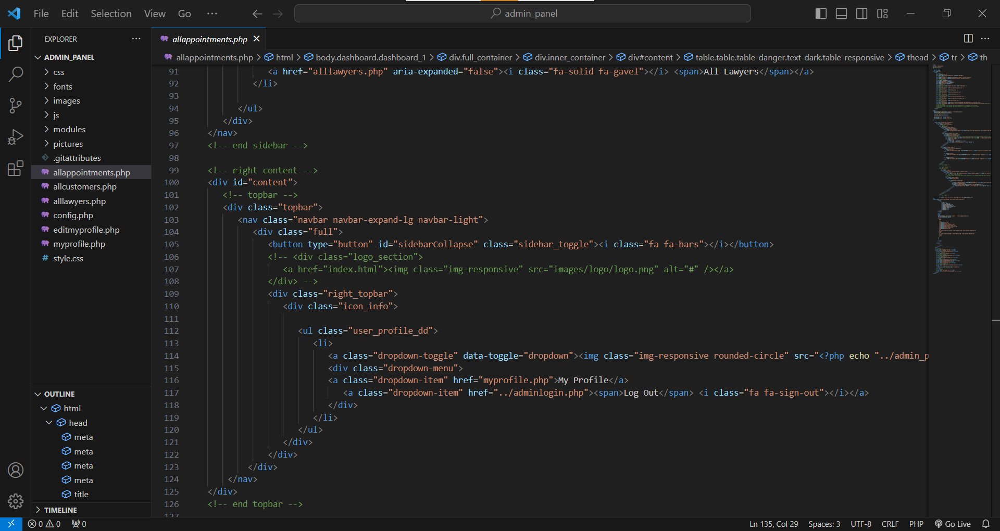 File Edit Selection View Go ··· admin_panel
EXPLORER ···
ADMIN_PANEL
css
fonts
images
js
modules
pictures
.gitattributes
allappointments.php
allcustomers.php
alllawyers.php
config.php
editmyprofile.php
myprofile.php
# style.css
OUTLINE
html
head
meta
meta
meta
meta
title
TIMELINE
allappointments.php
allappointments.php > html > body.dashboard.dashboard_1 > div.full_container > div.inner_container > div#content > table.table.table-danger.text-dark.table-responsive > thead > tr > th
91 <a href="alllawyers.php" aria-expanded="false"><i class="fa-solid fa-gavel"></i> <span>All Lawyers</span></a>
92 </li>
93
94 </ul>
95 </div>
96 </nav>
97 <!-- end sidebar -->
98
99 <!-- right content -->
100 <div id="content">
101 <!-- topbar -->
102 <div class="topbar">
103 <nav class="navbar navbar-expand-lg navbar-light">
104 <div class="full">
105 <button type="button" id="sidebarCollapse" class="sidebar_toggle"><i class="fa fa-bars"></i></button>
106 <!-- <div class="logo_section">
107 <a href="index.html"><img class="img-responsive" src="images/logo/logo.png" alt="#" /></a>
108 </div> -->
109 <div class="right_topbar">
110 <div class="icon_info">
111
112 <ul class="user_profile_dd">
113 <li>
114 <a class="dropdown-toggle" data-toggle="dropdown"><img class="img-responsive rounded-circle" src="<?php echo "../admin_p
115 <div class="dropdown-menu">
116 <a class="dropdown-item" href="myprofile.php">My Profile</a>
117 <a class="dropdown-item" href="../adminlogin.php"><span>Log Out</span> <i class="fa fa-sign-out"></i></a>
118 </div>
119 </li>
120 </ul>
121 </div>
122 </div>
123 </div>
124 </nav>
125 </div>
126 <!-- end topbar -->
127
0 0 0 Ln 135, Col 29 Spaces: 3 UTF-8 CRLF PHP Go Live